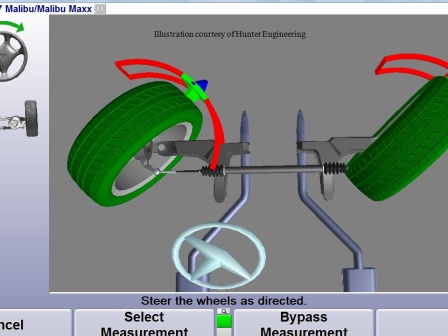 Malibu/Malibu Maxx
Illustration courtesy of Hunter Engineering
Steer the wheels as directed.
Select
Measurement
Bypass
Measurement